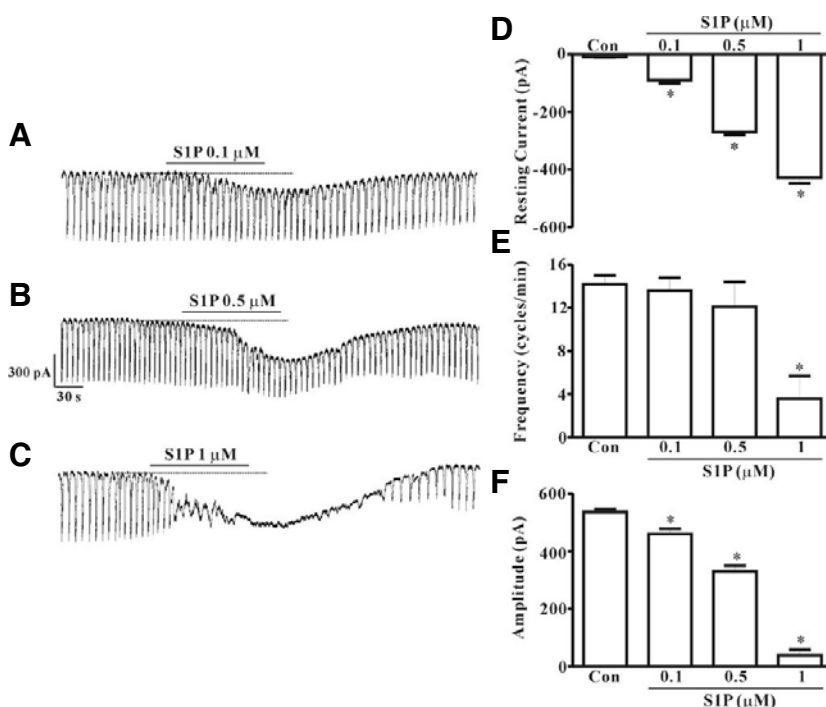 A
S1P 0.1 μM
B
S1P 0.5 μM
300 pA
30 s
C
S1P 1 μM
D
S1P (μM)
Con 0.1 0.5 1
Resting Current (pA)
0
-200
-400
-600
*
*
*
E
Frequency (cycles/min)
16
12
8
4
0
*
Con 0.1 0.5 1
S1P (μM)
F
Amplitude (pA)
600
400
200
0
*
*
*
Con 0.1 0.5 1
S1P (μM)